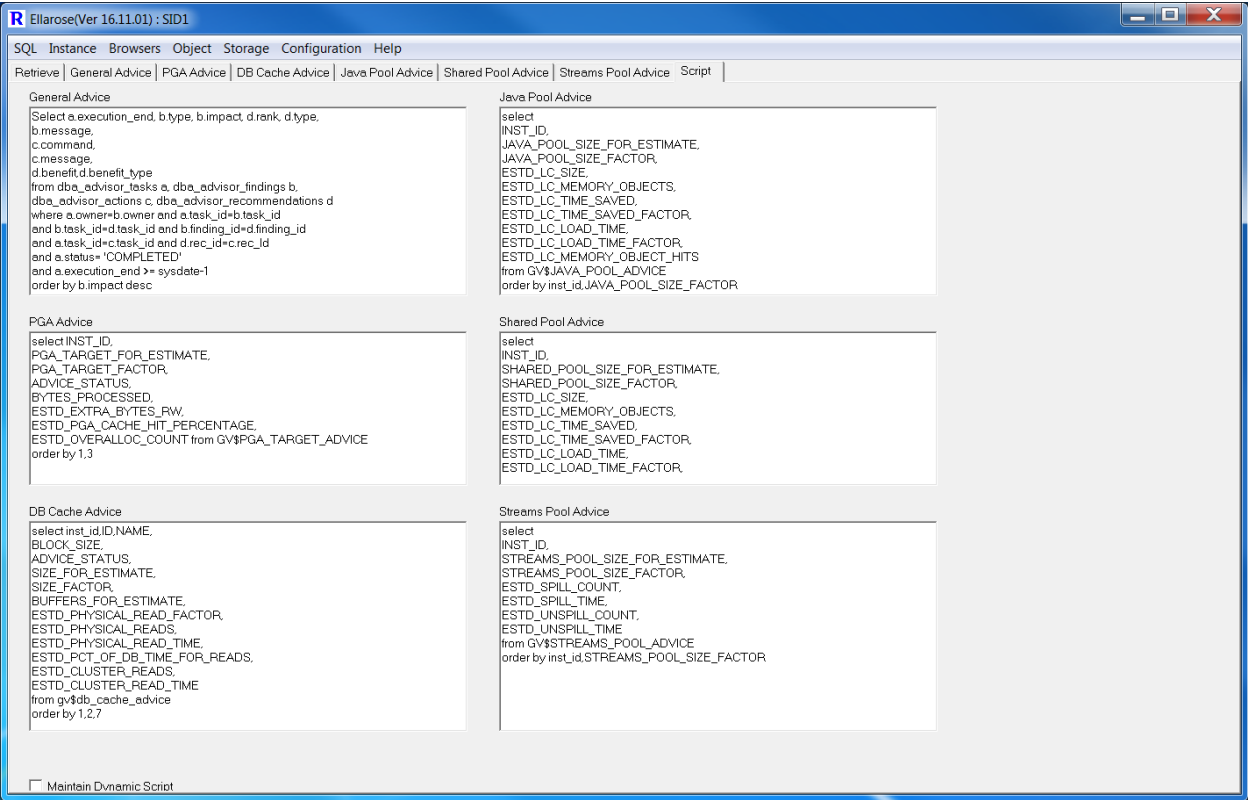 R Ellarose(Ver 16.11.01) : SID1
SQL Instance Browsers Object Storage Configuration Help
Retrieve General Advice PGA Advice DB Cache Advice Java Pool Advice Shared Pool Advice Streams Pool Advice Script
General Advice
Select a.execution_end, b.type, b.impact, d.rank, d.type,
b.message,
c.command,
c.message,
d.benefit,d.benefit_type
from dba_advisor_tasks a, dba_advisor_findings b,
dba_advisor_actions c, dba_advisor_recommendations d
where a.owner=b.owner and a.task_id=b.task_id
and b.task_id=d.task_id and b.finding_id=d.finding_id
and a.task_id=c.task_id and d.rec_id=c.rec_Id
and a.status= 'COMPLETED'
and a.execution_end >= sysdate-1
order by b.impact desc
Java Pool Advice
select
INST_ID,
JAVA_POOL_SIZE_FOR_ESTIMATE,
JAVA_POOL_SIZE_FACTOR,
ESTD_LC_SIZE,
ESTD_LC_MEMORY_OBJECTS,
ESTD_LC_TIME_SAVED,
ESTD_LC_TIME_SAVED_FACTOR,
ESTD_LC_LOAD_TIME,
ESTD_LC_LOAD_TIME_FACTOR,
ESTD_LC_MEMORY_OBJECT_HITS
from GV$JAVA_POOL_ADVICE
order by inst_id,JAVA_POOL_SIZE_FACTOR
PGA Advice
select INST_ID,
PGA_TARGET_FOR_ESTIMATE,
PGA_TARGET_FACTOR,
ADVICE_STATUS,
BYTES_PROCESSED,
ESTD_EXTRA_BYTES_RW,
ESTD_PGA_CACHE_HIT_PERCENTAGE,
ESTD_OVERALLOC_COUNT from GV$PGA_TARGET_ADVICE
order by 1,3
Shared Pool Advice
select
INST_ID,
SHARED_POOL_SIZE_FOR_ESTIMATE,
SHARED_POOL_SIZE_FACTOR,
ESTD_LC_SIZE,
ESTD_LC_MEMORY_OBJECTS,
ESTD_LC_TIME_SAVED,
ESTD_LC_TIME_SAVED_FACTOR,
ESTD_LC_LOAD_TIME,
ESTD_LC_LOAD_TIME_FACTOR,
DB Cache Advice
select inst_id,ID,NAME,
BLOCK_SIZE,
ADVICE_STATUS,
SIZE_FOR_ESTIMATE,
SIZE_FACTOR,
BUFFERS_FOR_ESTIMATE,
ESTD_PHYSICAL_READ_FACTOR,
ESTD_PHYSICAL_READS,
ESTD_PHYSICAL_READ_TIME,
ESTD_PCT_OF_DB_TIME_FOR_READS,
ESTD_CLUSTER_READS,
ESTD_CLUSTER_READ_TIME
from gv$db_cache_advice
order by 1,2,7
Streams Pool Advice
select
INST_ID,
STREAMS_POOL_SIZE_FOR_ESTIMATE,
STREAMS_POOL_SIZE_FACTOR,
ESTD_SPILL_COUNT,
ESTD_SPILL_TIME,
ESTD_UNSPILL_COUNT,
ESTD_UNSPILL_TIME
from GV$STREAMS_POOL_ADVICE
order by inst_id,STREAMS_POOL_SIZE_FACTOR
Maintain Dynamic Script